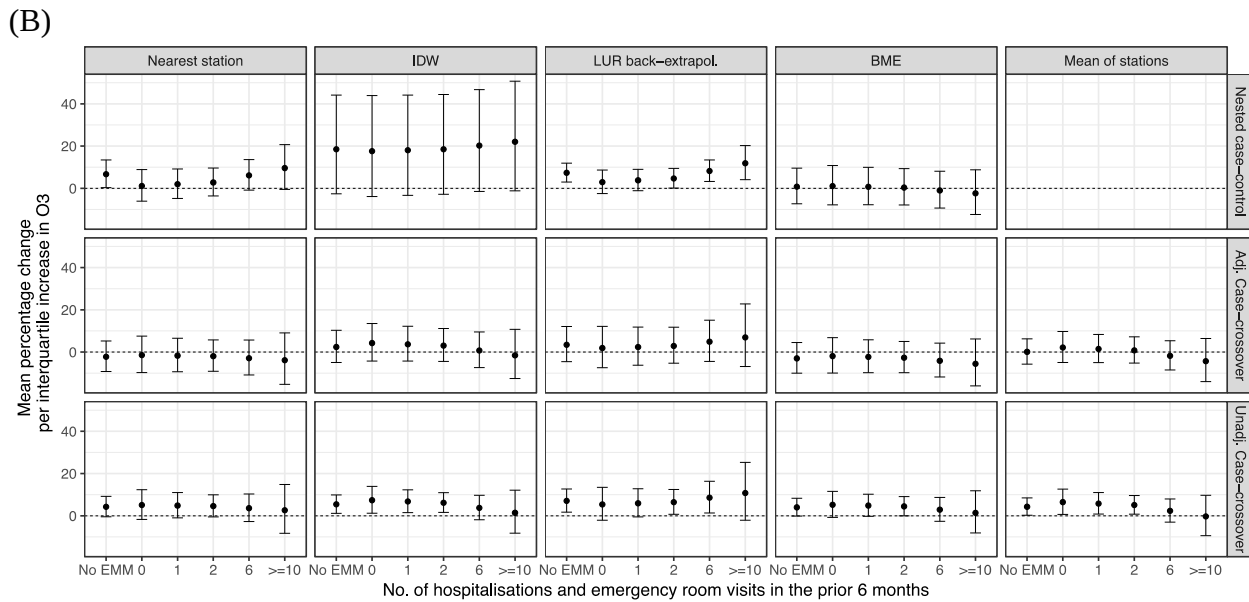 (B)
Nearest station IDW LUR back−extrapol. BME Mean of stations
40
20
0
Nested case−control
40
20
0
Adj. Case−crossover
40
20
0
Unadj. Case−crossover
Mean percentage change
per interquartile increase in O3
No EMM 0 1 2 6 >=10 No EMM 0 1 2 6 >=10 No EMM 0 1 2 6 >=10 No EMM 0 1 2 6 >=10 No EMM 0 1 2 6 >=10
No. of hospitalisations and emergency room visits in the prior 6 months